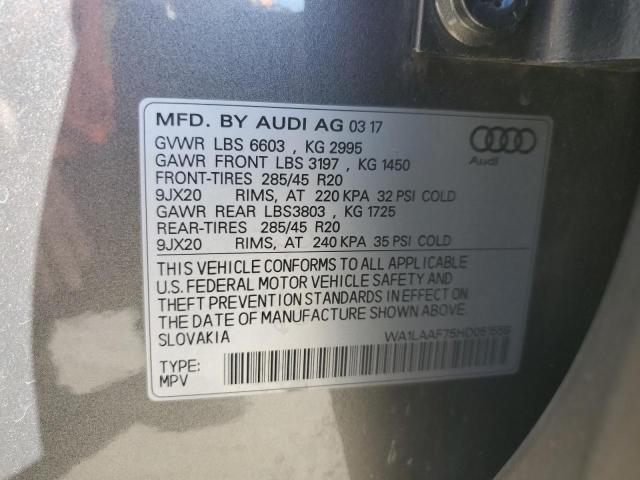 MFD. BY AUDI AG 03 17
GVWR LBS 6603 , KG 2995
GAWR FRONT LBS 3197 , KG 1450
FRONT-TIRES 285/45 R20
9JX20 RIMS, AT 220 KPA 32 PSI COLD
GAWR REAR LBS3803 , KG 1725
REAR-TIRES 285/45 R20
9JX20 RIMS, AT 240 KPA 35 PSI COLD
Audi
THIS VEHICLE CONFORMS TO ALL APPLICABLE
U.S. FEDERAL MOTOR VEHICLE SAFETY AND
THEFT PREVENTION STANDARDS IN EFFECT ON
THE DATE OF MANUFACTURE SHOWN ABOVE.
SLOVAKIA
WA1LAAF75HD051559
TYPE:
MPV